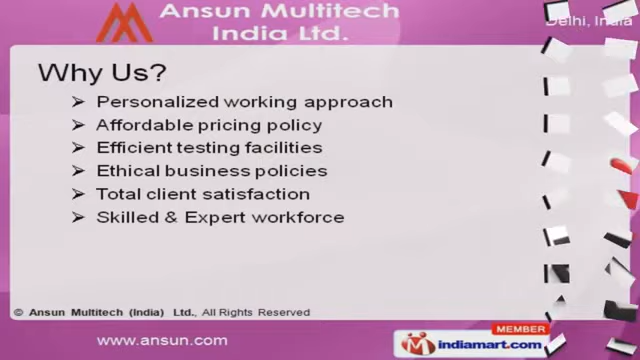 Ansun Multitech
India Ltd.
Delhi, India
Why Us?
➢ Personalized working approach
➢ Affordable pricing policy
➢ Efficient testing facilities
➢ Ethical business policies
➢ Total client satisfaction
➢ Skilled & Expert workforce
© Ansun Multitech (India) Ltd., All Rights Reserved
www.ansun.com
MEMBER
indiamart.com